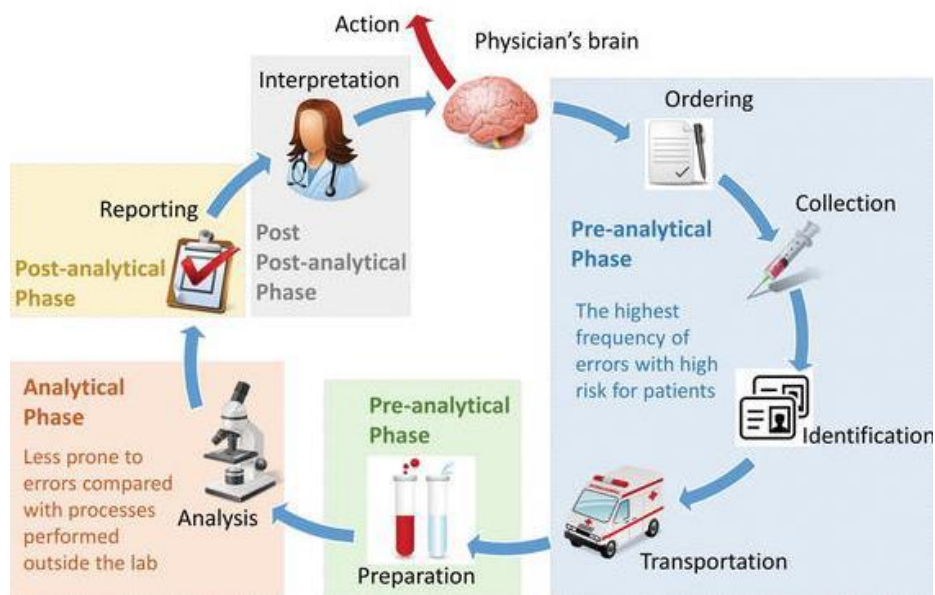 Action
Physician's brain
Interpretation
Ordering
Collection
Reporting
Post-analytical
Phase
Post
Post-analytical
Phase
Pre-analytical
Phase
The highest
frequency of
errors with high
risk for patients
Identification
Analytical
Phase
Less prone to
errors compared
with processes
performed
outside the lab
Analysis
Pre-analytical
Phase
Preparation
Transportation